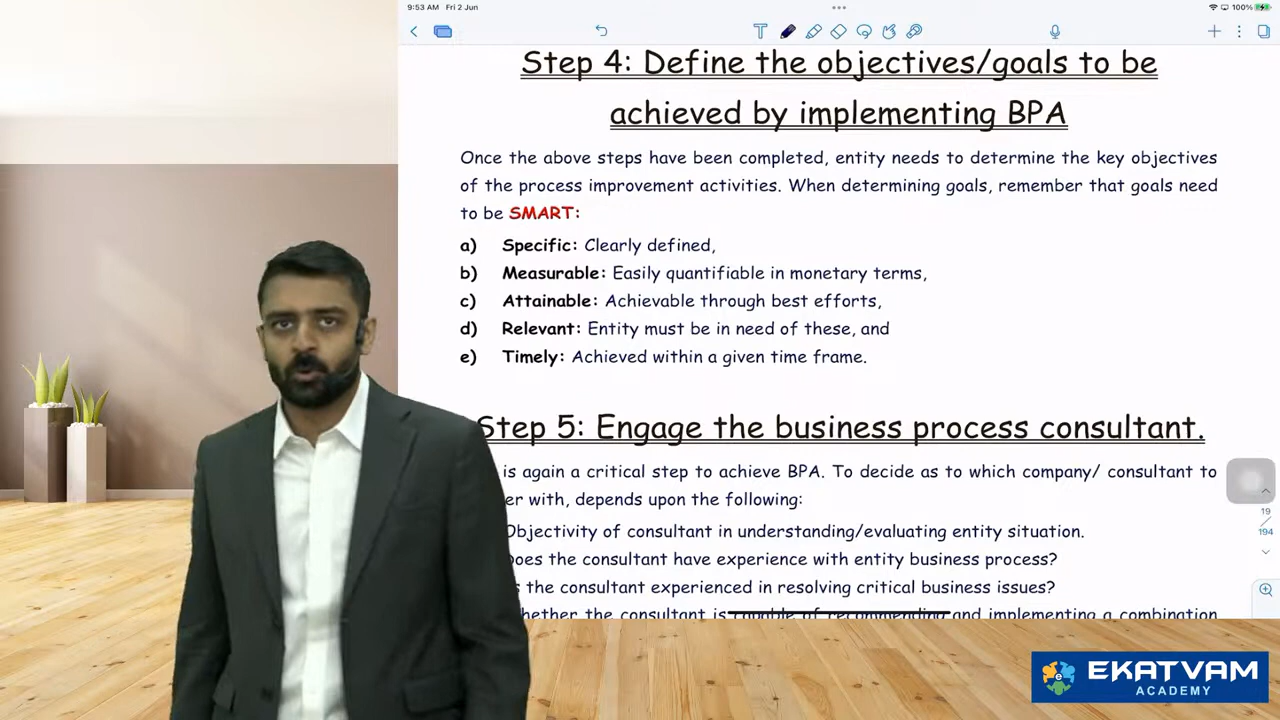 9:53 AM Fri 2 Jun
100%
Step 4: Define the objectives/goals to be
achieved by implementing BPA
Once the above steps have been completed, entity needs to determine the key objectives
of the process improvement activities. When determining goals, remember that goals need
to be SMART:
a) Specific: Clearly defined,
b) Measurable: Easily quantifiable in monetary terms,
c) Attainable: Achievable through best efforts,
d) Relevant: Entity must be in need of these, and
e) Timely: Achieved within a given time frame.
Step 5: Engage the business process consultant.
is again a critical step to achieve BPA. To decide as to which company/ consultant to
with, depends upon the following:
Objectivity of consultant in understanding/evaluating entity situation.
the consultant have experience with entity business process?
the consultant experienced in resolving critical business issues?
the consultant is capable of recommending and implementing a combination
19
194
EKATVAM
ACADEMY